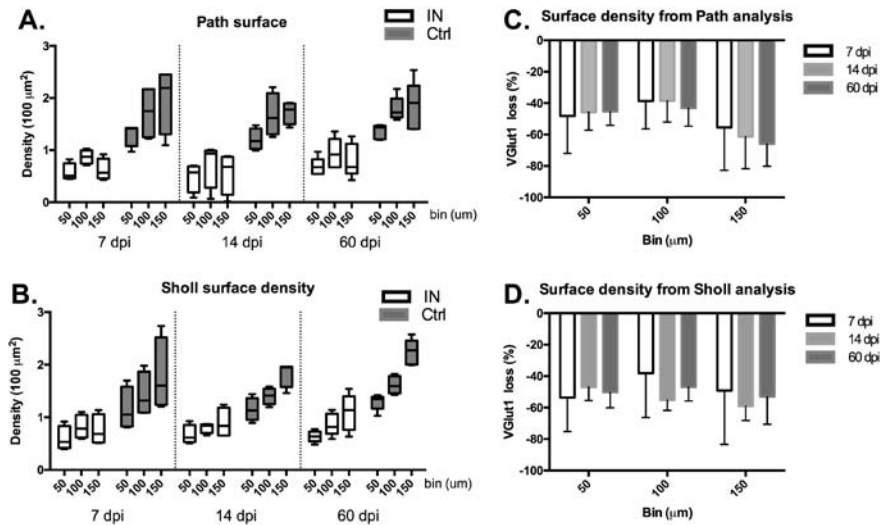 A.
Path surface
IN
Ctrl
Density (100 μm²)
3
2
1
0
50 100 150 50 100 150 50 100 150 50 100 150 50 100 150 50 100 150 bin (um)
7 dpi 14 dpi 60 dpi
B.
Sholl surface density
IN
Ctrl
Density (100 μm²)
3
2
1
0
50 100 150 50 100 150 50 100 150 50 100 150 50 100 150 50 100 150 bin (um)
7 dpi 14 dpi 60 dpi
C.
Surface density from Path analysis
VGlut1 loss (%)
0
-20
-40
-60
-80
-100
50 100 150
Bin (μm)
7 dpi
14 dpi
60 dpi
D.
Surface density from Sholl analysis
VGlut1 loss (%)
0
-20
-40
-60
-80
-100
50 100 150
Bin (μm)
7 dpi
14 dpi
60 dpi